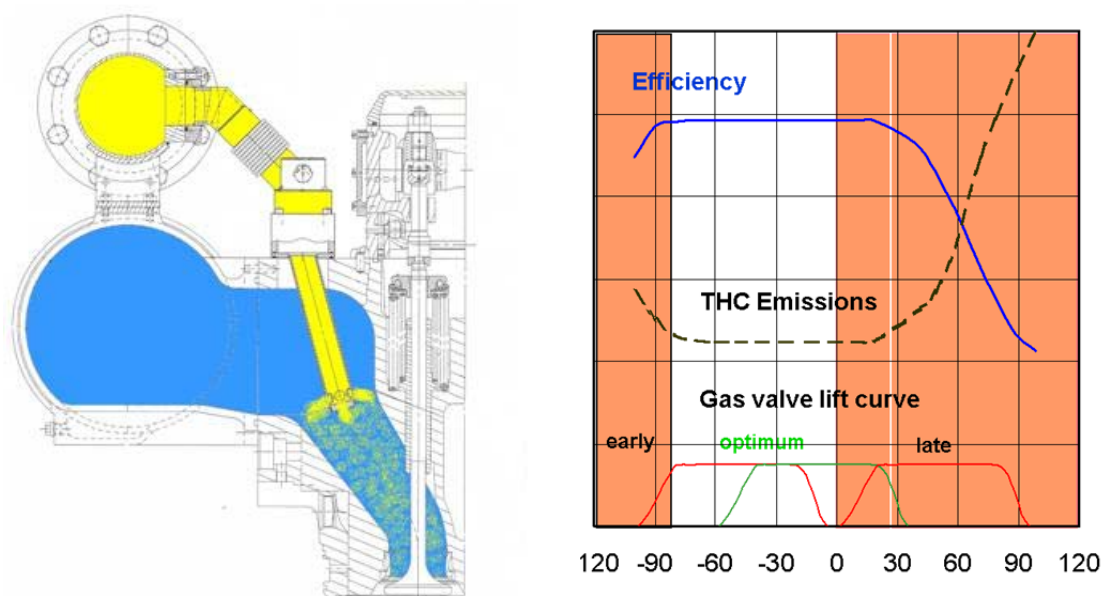 Efficiency
THC Emissions
Gas valve lift curve
early optimum late
120 -90 -60 -30 0 30 60 90 120